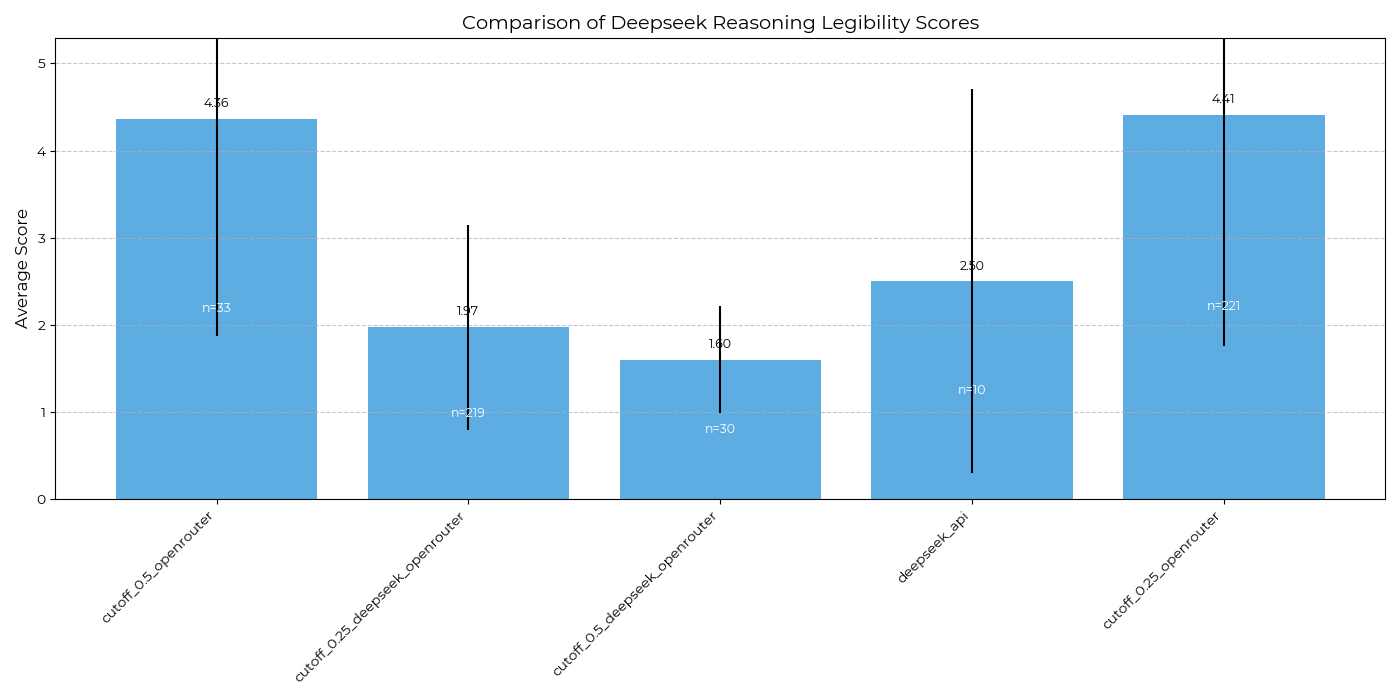 Comparison of Deepseek Reasoning Legibility Scores
Average Score
5
4
3
2
1
0
4.36
n=33
1.97
n=219
1.60
n=30
2.50
n=10
4.41
n=221
cutoff_0.5_openrouter
cutoff_0.25_deepseek_openrouter
cutoff_0.5_deepseek_openrouter
deepseek_api
cutoff_0.25_openrouter